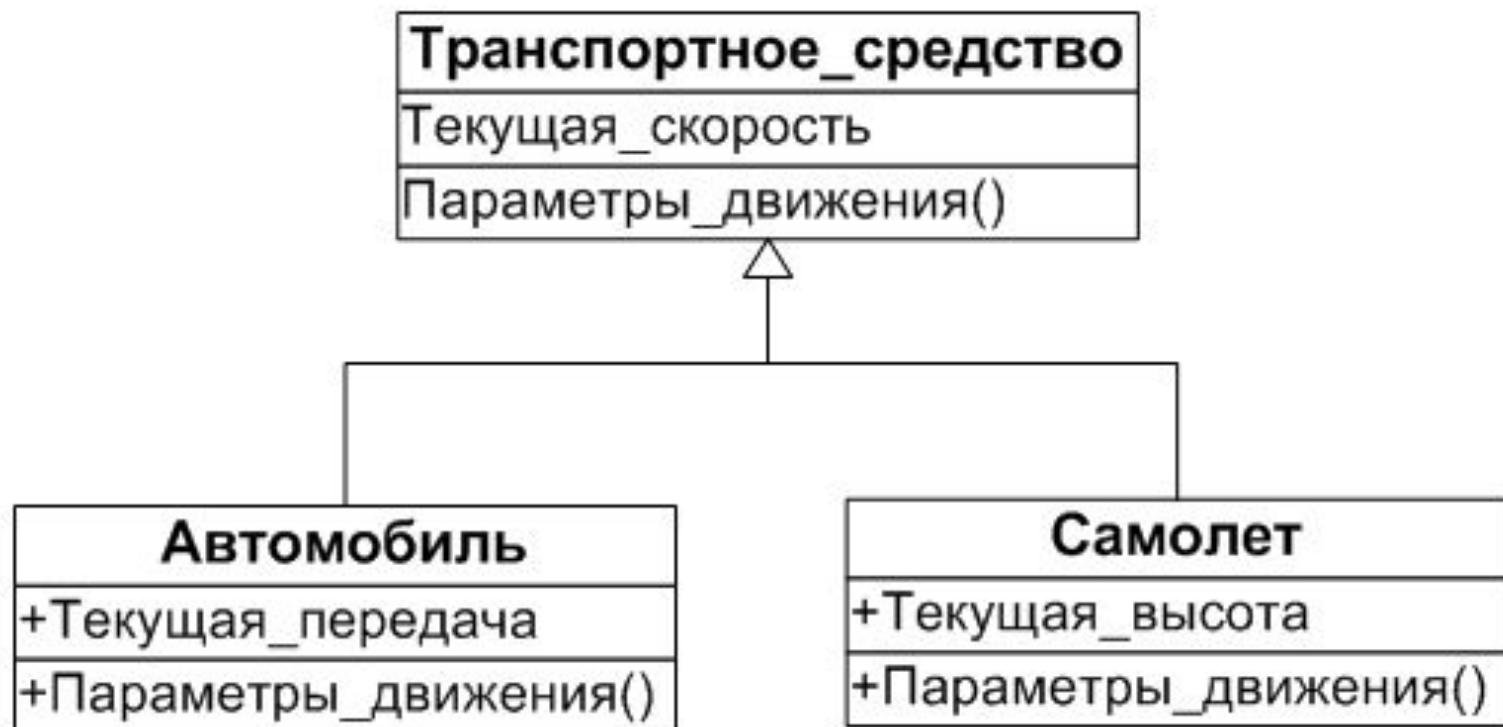 Транспортное_средство
Текущая_скорость
Параметры_движения()
Автомобиль
+Текущая_передача
+Параметры_движения()
Самолет
+Текущая_высота
+Параметры_движения()